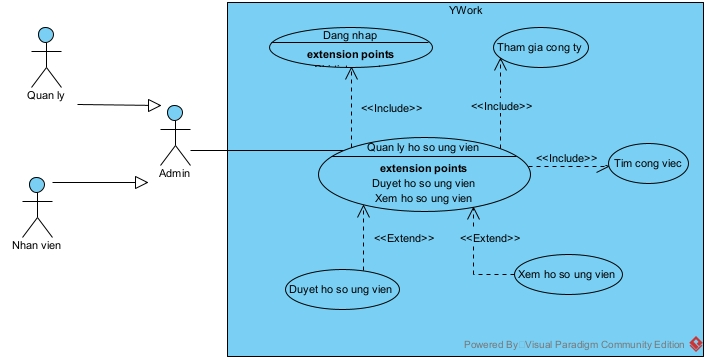 YWork
Dang nhap
extension points
Tham gia cong ty
Quan ly
<<Include>>
<<Include>>
Admin
Quan ly ho so ung vien
extension points
Duyet ho so ung vien
Xem ho so ung vien
<<Include>>
Tim cong viec
Nhan vien
<<Extend>>
<<Extend>>
Duyet ho so ung vien
Xem ho so ung vien
Powered By Visual Paradigm Community Edition